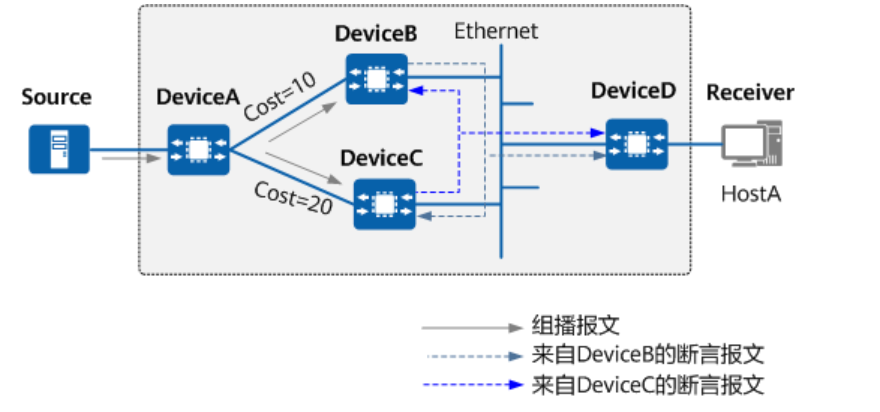 DeviceB
Ethernet
Source
DeviceA
Cost=10
DeviceD
Receiver
DeviceC
Cost=20
HostA
组播报文
来自DeviceB的断言报文
来自DeviceC的断言报文